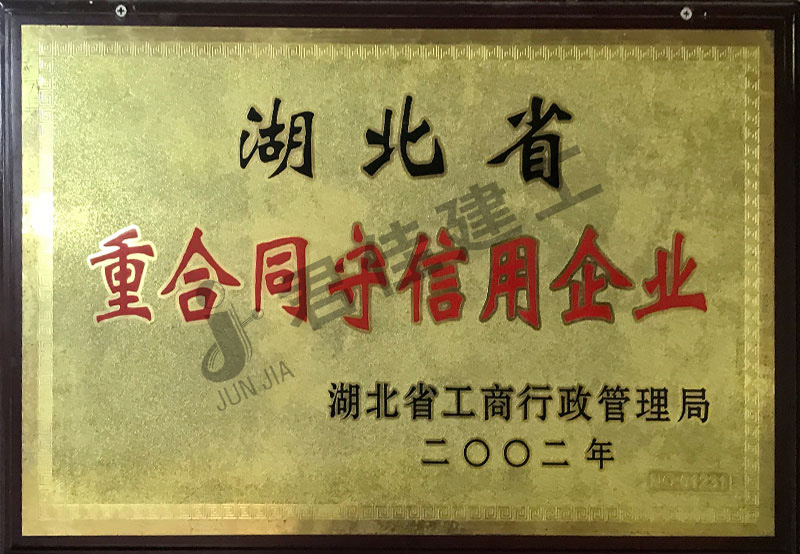 湖北省
重合同守信用企业
君佳建工
JUN JIA
湖北省工商行政管理局
二〇〇二年